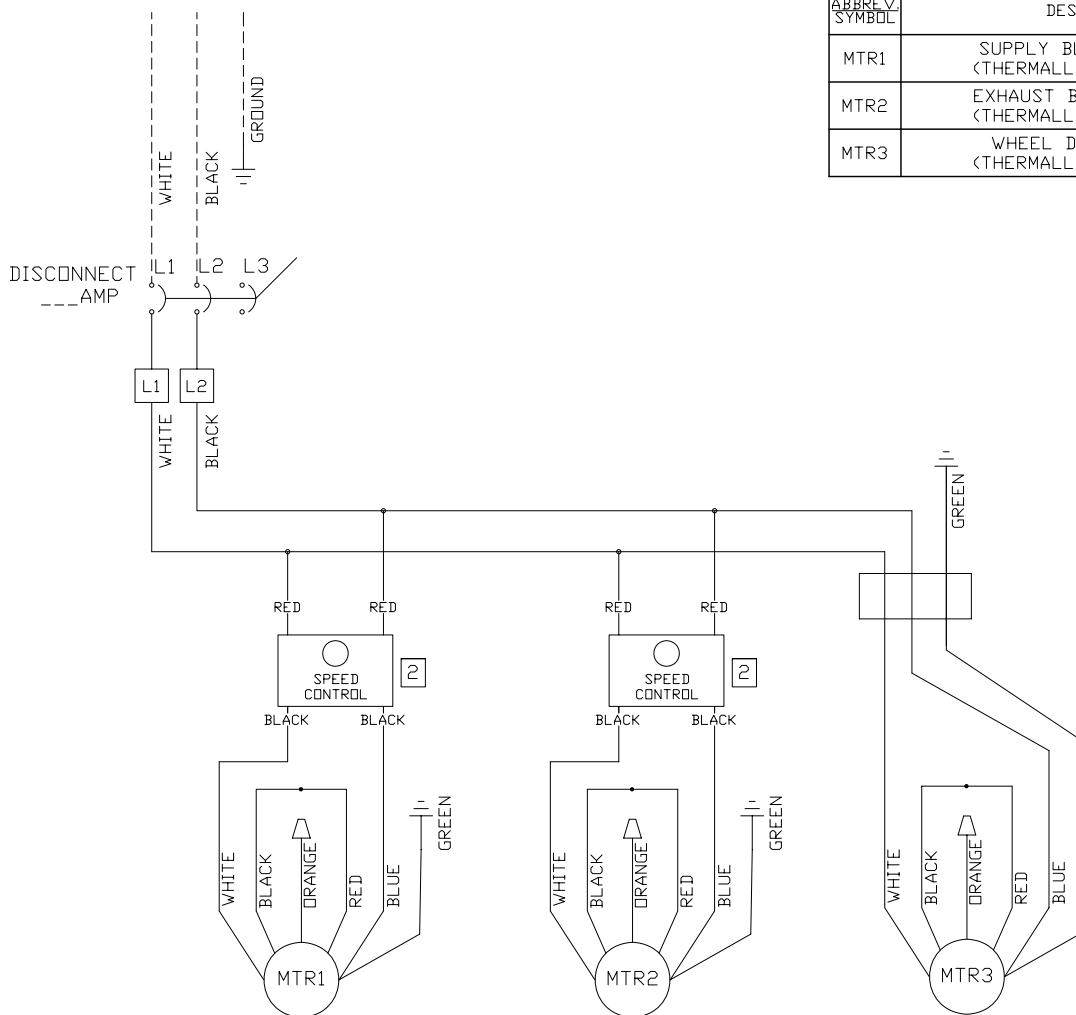 ABBREV.
SYMBOL
DES
MTR1
SUPPLY BL
(THERMALL
MTR2
EXHAUST B
(THERMALL
MTR3
WHEEL D
(THERMALL
GROUND
WHITE
BLACK
DISCONNECT
___AMP
L1
L2
L3
L1
L2
WHITE
BLACK
GREEN
RED
RED
RED
RED
SPEED
CONTROL
2
SPEED
CONTROL
2
BLACK
BLACK
BLACK
BLACK
WHITE
BLACK
ORANGE
RED
BLUE
GREEN
WHITE
BLACK
ORANGE
RED
BLUE
GREEN
WHITE
BLACK
ORANGE
RED
BLUE
MTR1
MTR2
MTR3